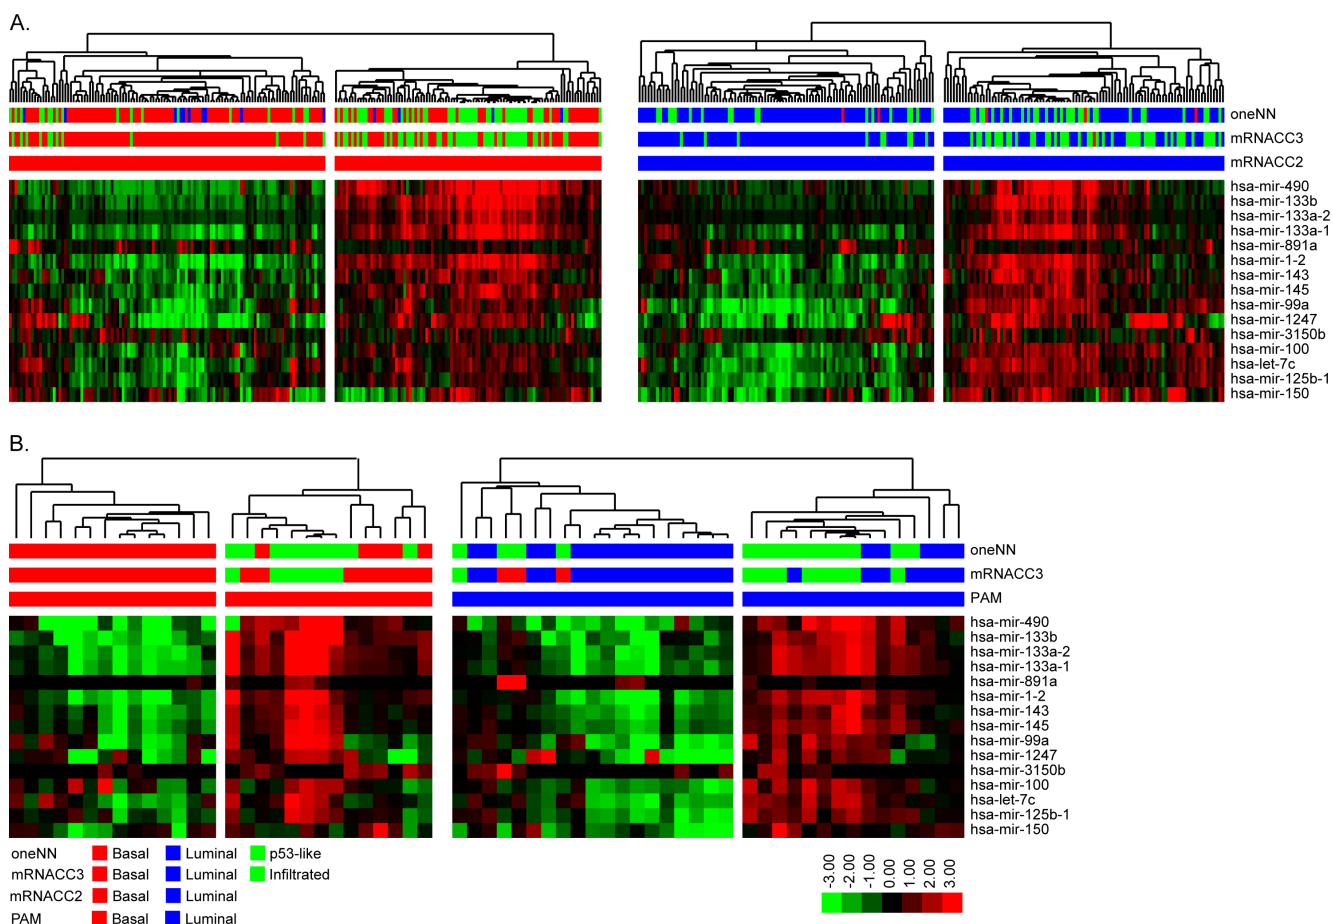 A.
oneNN
mRNACC3
mRNACC2
hsa-mir-490
hsa-mir-133b
hsa-mir-133a-2
hsa-mir-133a-1
hsa-mir-891a
hsa-mir-1-2
hsa-mir-143
hsa-mir-145
hsa-mir-99a
hsa-mir-1247
hsa-mir-3150b
hsa-mir-100
hsa-let-7c
hsa-mir-125b-1
hsa-mir-150
B.
oneNN
mRNACC3
PAM
hsa-mir-490
hsa-mir-133b
hsa-mir-133a-2
hsa-mir-133a-1
hsa-mir-891a
hsa-mir-1-2
hsa-mir-143
hsa-mir-145
hsa-mir-99a
hsa-mir-1247
hsa-mir-3150b
hsa-mir-100
hsa-let-7c
hsa-mir-125b-1
hsa-mir-150
oneNN Basal Luminal p53-like
mRNACC3 Basal Luminal Infiltrated
mRNACC2 Basal Luminal
PAM Basal Luminal
-3.00 -2.00 -1.00 0.00 1.00 2.00 3.00